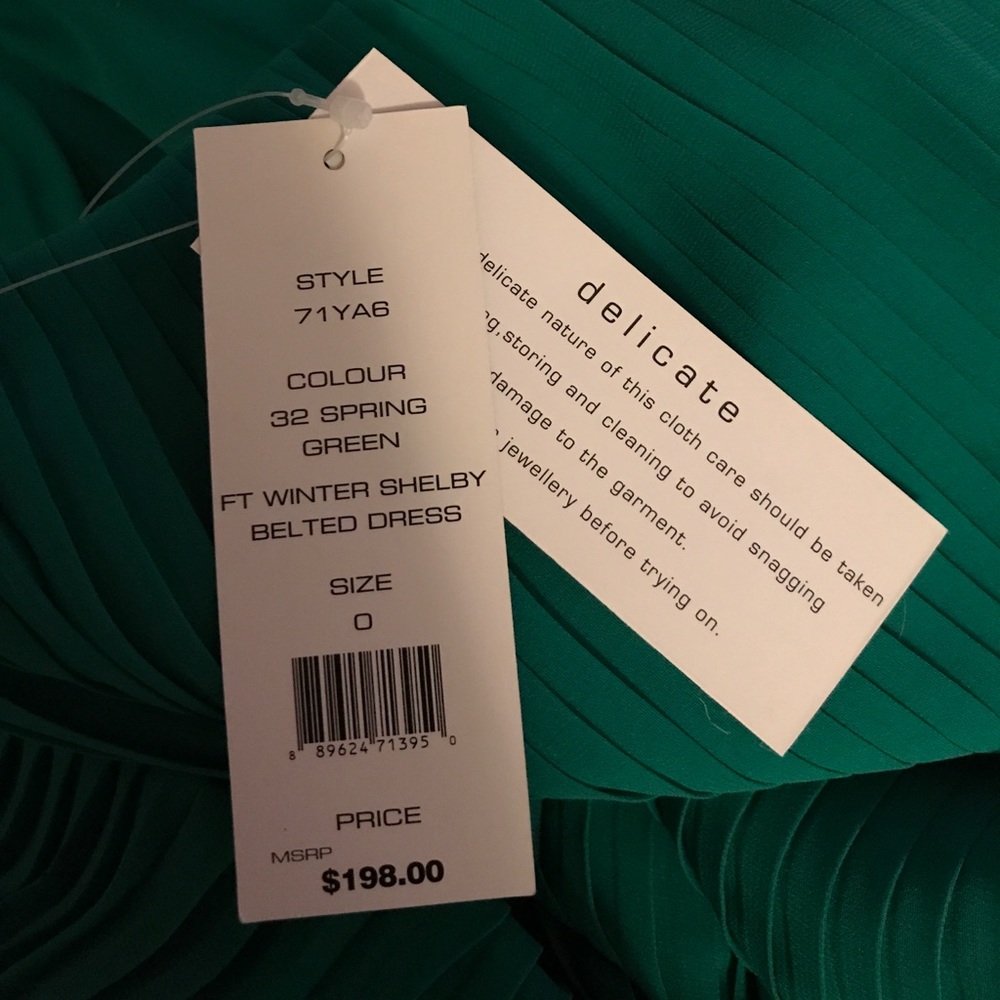 STYLE
71YA6
COLOUR
32 SPRING
GREEN
FT WINTER SHELBY
BELTED DRESS
SIZE
0
8 89624 71395 0
PRICE
MSRP
$198.00
delicate
delicate nature of this cloth care should be taken
storing and cleaning to avoid snagging
damage to the garment.
jewellery before trying on.